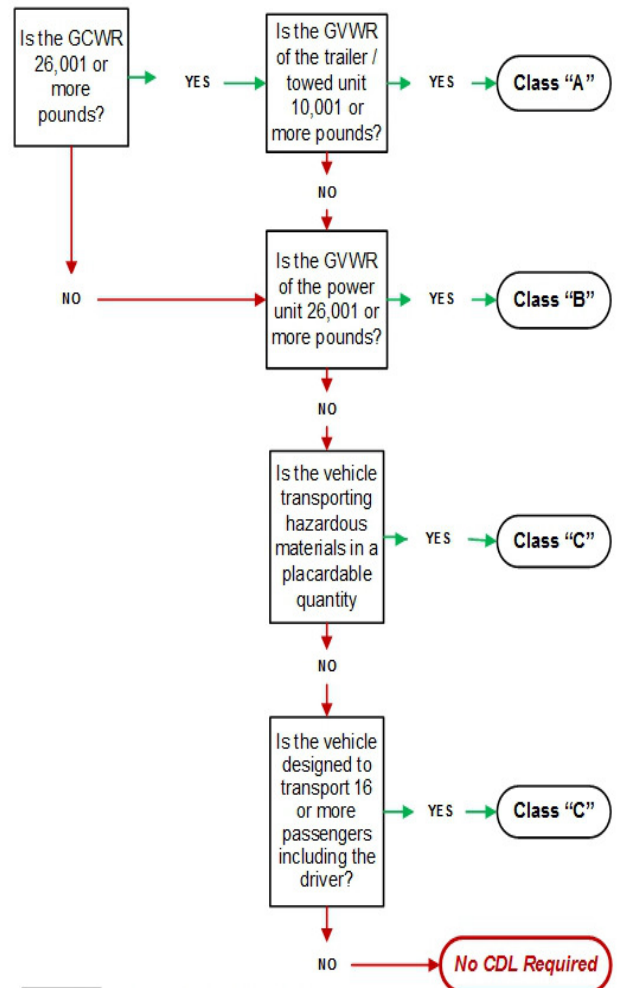 Is the GCWR
26,001 or
more
pounds?
YES
Is the GVWR
of the trailer /
towed unit
10,001 or
more pounds?
YES
Class “A”
NO
NO
Is the GVWR
of the power
unit 26,001 or
more pounds?
YES
Class “B”
NO
Is the vehicle
transporting
hazardous
materials in a
placardable
quantity
YES
Class “C”
NO
Is the vehicle
designed to
transport 16
or more
passengers
including the
driver?
YES
Class “C”
NO
No CDL Required